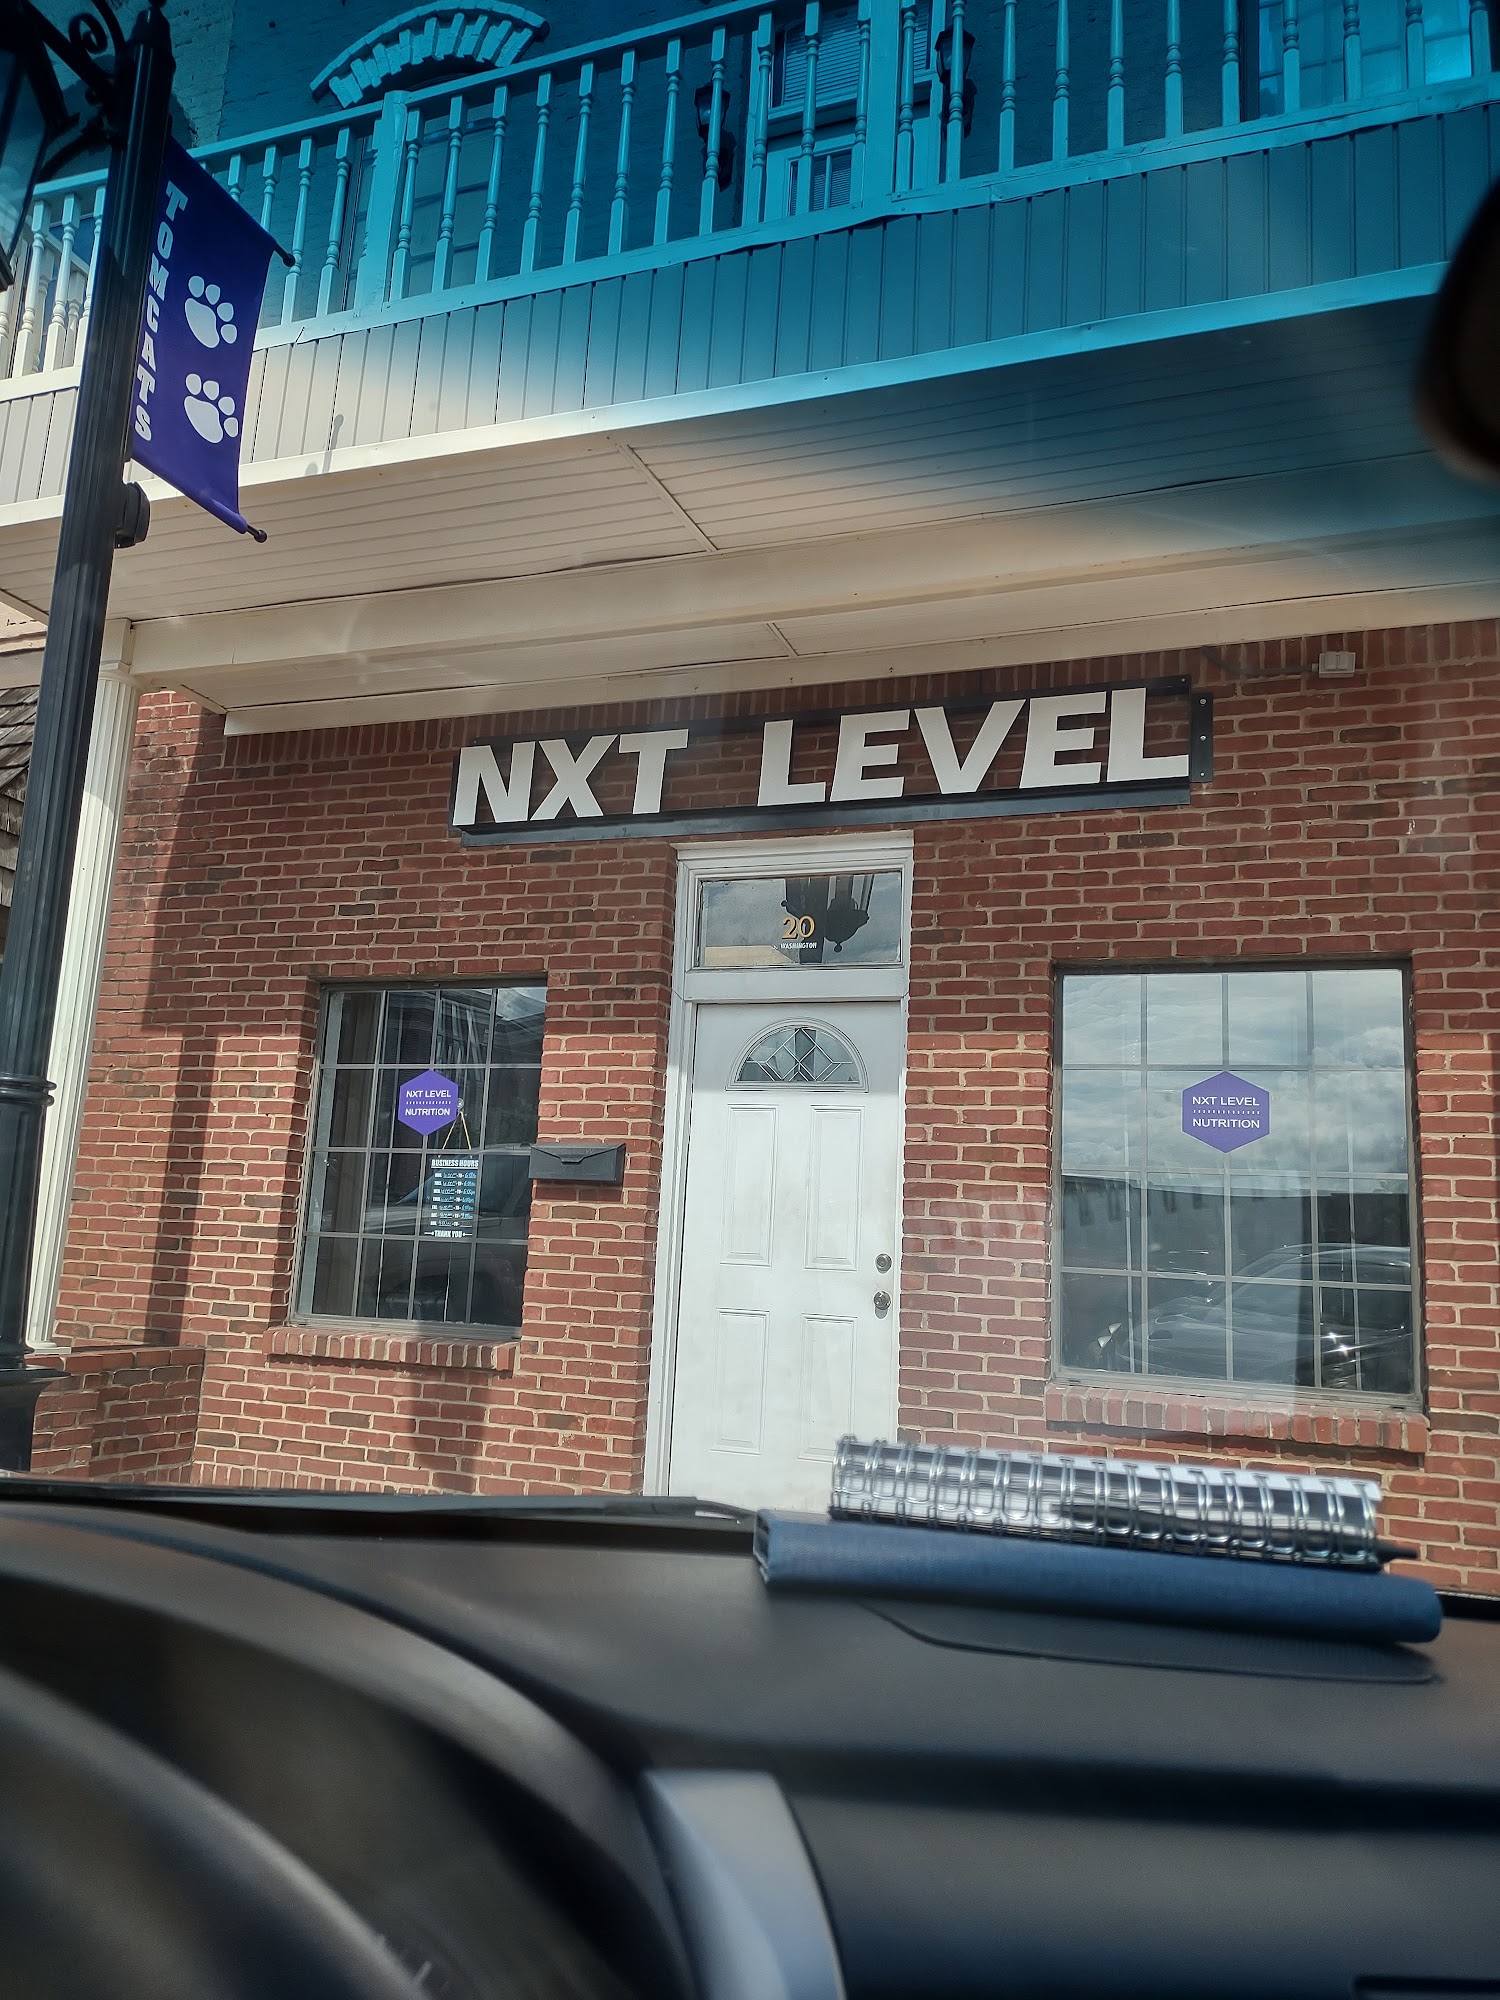 TOMCATS
NXT LEVEL
20
WASHINGTON
NXT LEVEL
NUTRITION
NXT LEVEL
NUTRITION
BUSINESS HOURS
THANK YOU